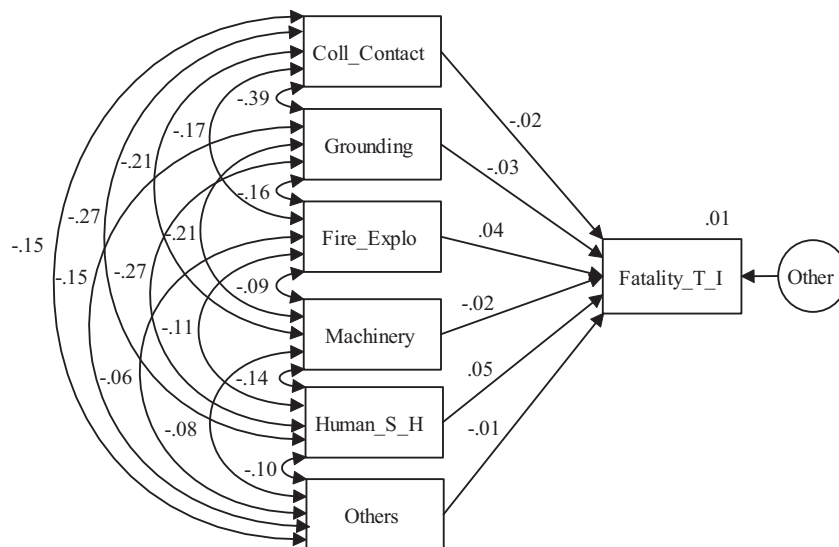 Coll_Contact
-.39
-.02
-.17
Grounding
-.03
-.21
-.16
-.27
Fire_Explo
.04
.01
-.15
-.21
Fatality_T_I
Other
-.15
-.27
-.09
-.02
-.11
Machinery
-.06
-.14
.05
Human_S_H
-.08
-.01
-.10
Others